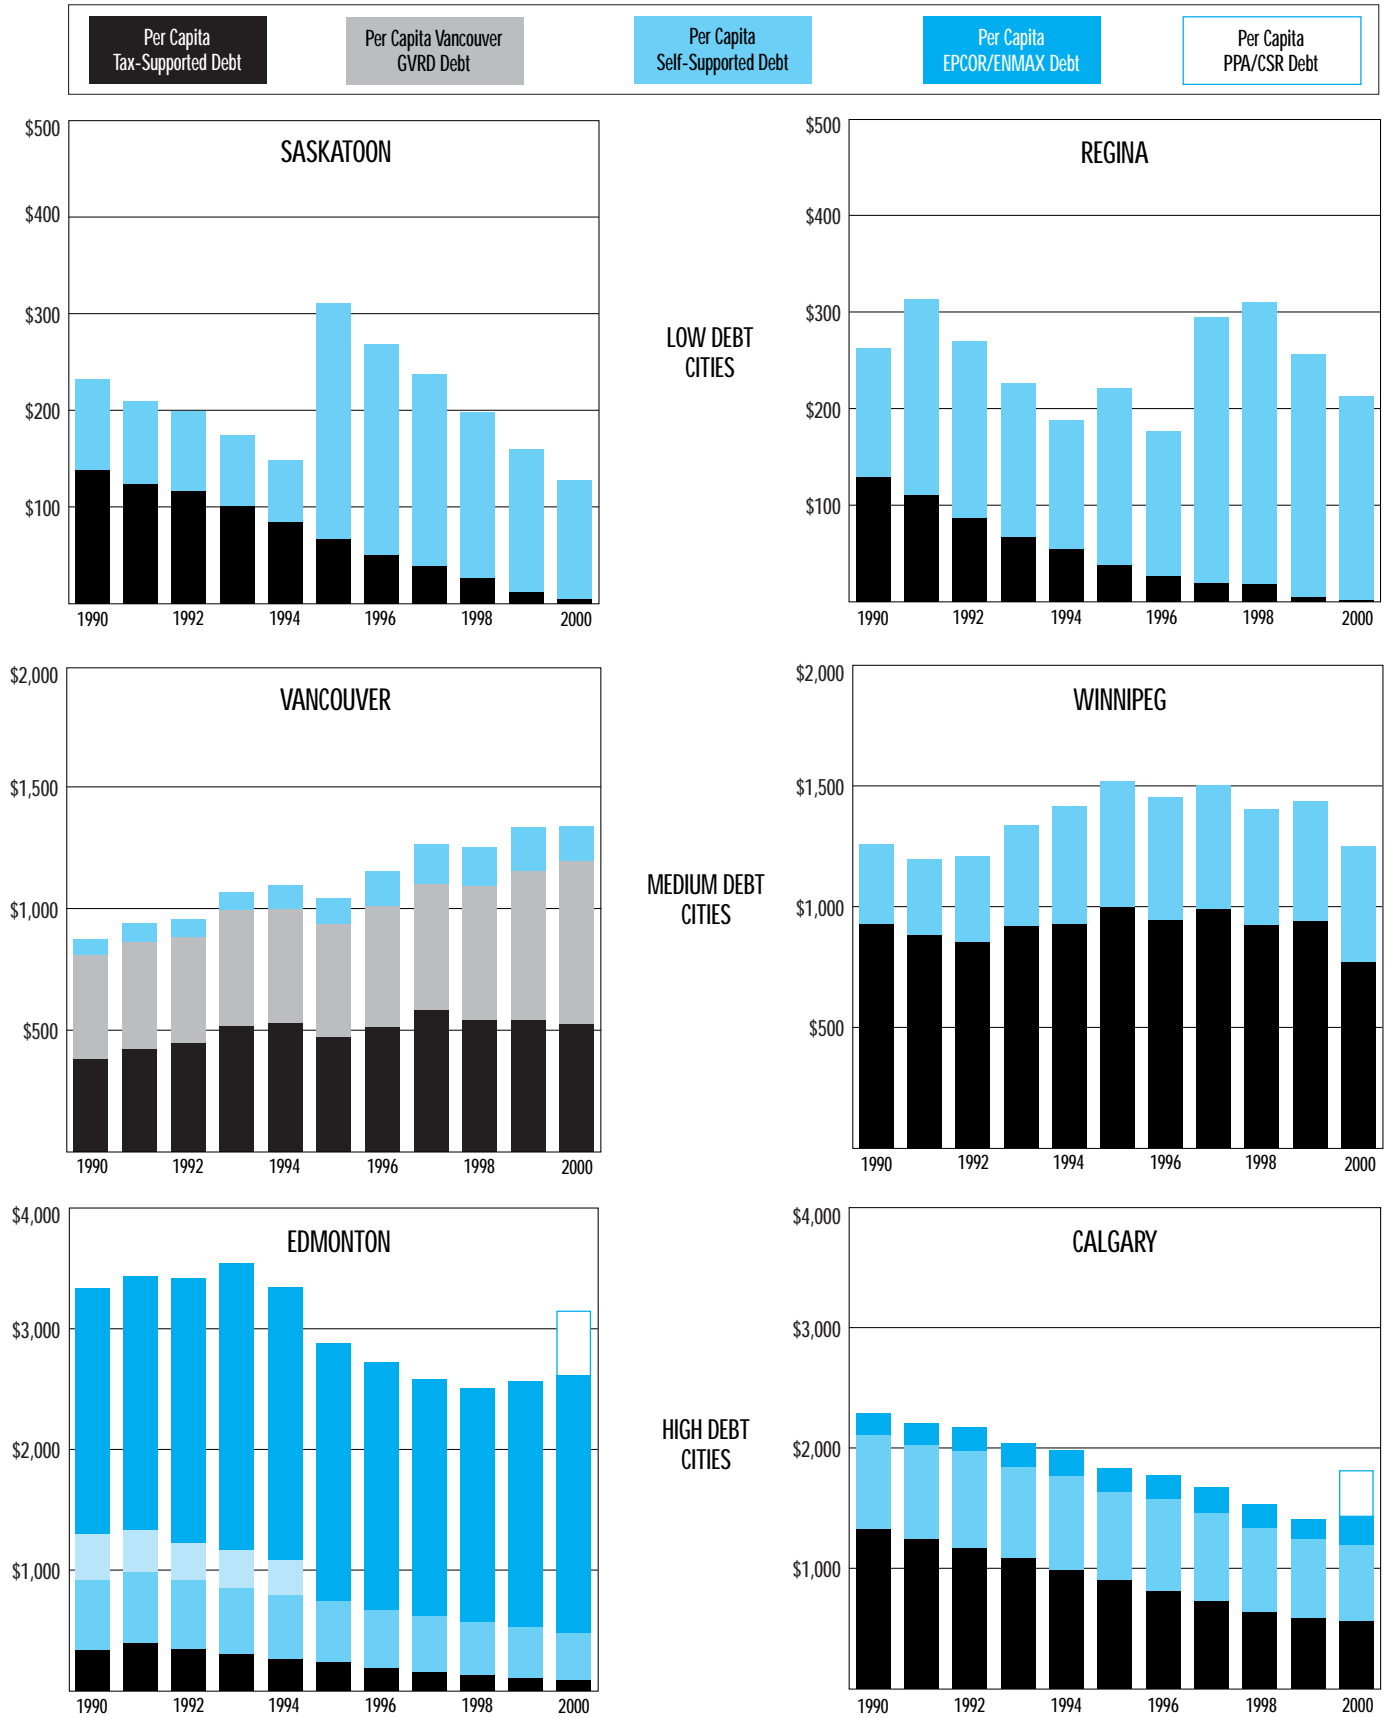 Per Capita
Tax-Supported Debt
Per Capita Vancouver
GVRD Debt
Per Capita
Self-Supported Debt
Per Capita
EPCOR/ENMAX Debt
Per Capita
PPA/CSR Debt
SASKATOON
$500
$400
$300
$200
$100
1990 1992 1994 1996 1998 2000
LOW DEBT
CITIES
REGINA
$500
$400
$300
$200
$100
1990 1992 1994 1996 1998 2000
VANCOUVER
$2,000
$1,500
$1,000
$500
1990 1992 1994 1996 1998 2000
MEDIUM DEBT
CITIES
WINNIPEG
$2,000
$1,500
$1,000
$500
1990 1992 1994 1996 1998 2000
EDMONTON
$4,000
$3,000
$2,000
$1,000
1990 1992 1994 1996 1998 2000
HIGH DEBT
CITIES
CALGARY
$4,000
$3,000
$2,000
$1,000
1990 1992 1994 1996 1998 2000